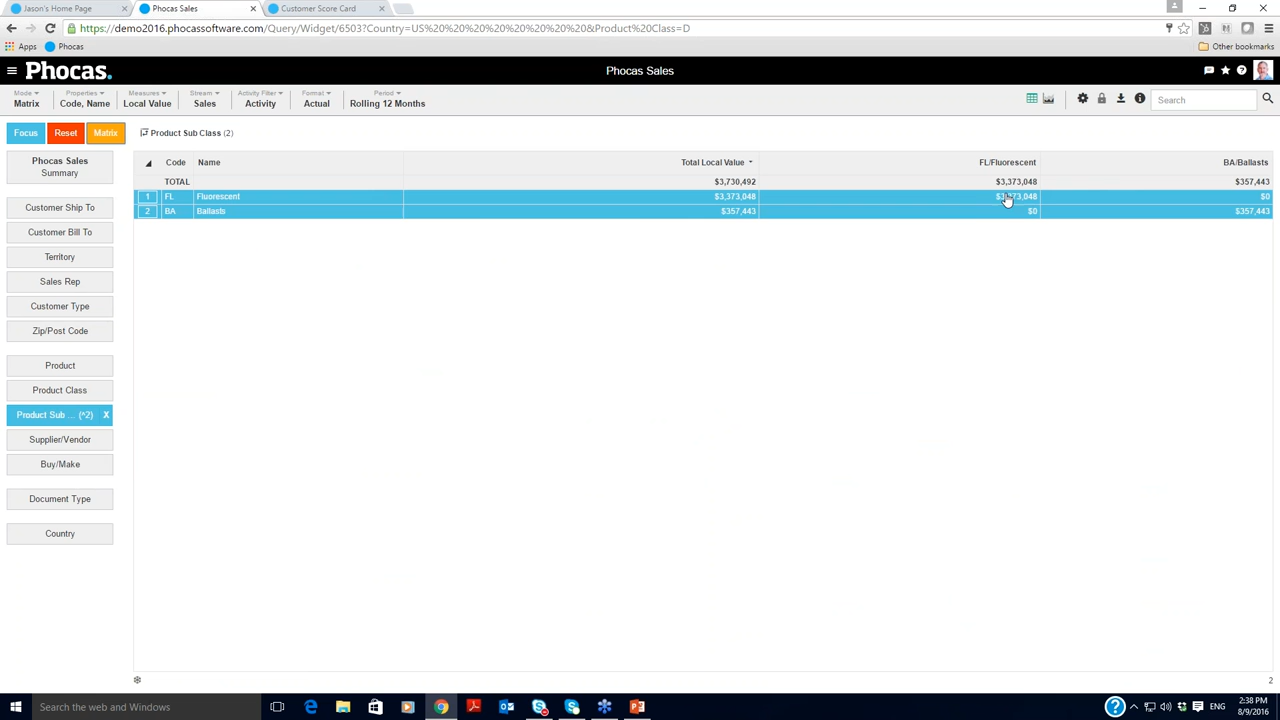 Jason's Home Page
Phocas Sales
Customer Score Card
https://demo2016.phocassoftware.com/Query/Widget/6503?Country=US%20%20%20%20%20%20%20%20&Product%20Class=D
Apps
Phocas
Other bookmarks
Phocas.
Phocas Sales
Mode
Matrix
Properties
Code, Name
Measures
Local Value
Stream
Sales
Activity Filter
Activity
Format
Actual
Period
Rolling 12 Months
Search
Focus
Reset
Matrix
Product Sub Class (2)
Phocas Sales
Summary
Customer Ship To
Customer Bill To
Territory
Sales Rep
Customer Type
Zip/Post Code
Product
Product Class
Product Sub ... (^2) X
Supplier/Vendor
Buy/Make
Document Type
Country
Code Name Total Local Value FL/Fluorescent BA/Ballasts
TOTAL $3,730,492 $3,373,048 $357,443
1 FL Fluorescent $3,373,048 $3,373,048 $0
2 BA Ballasts $357,443 $0 $357,443
2
Search the web and Windows
ENG
2:38 PM
8/9/2016